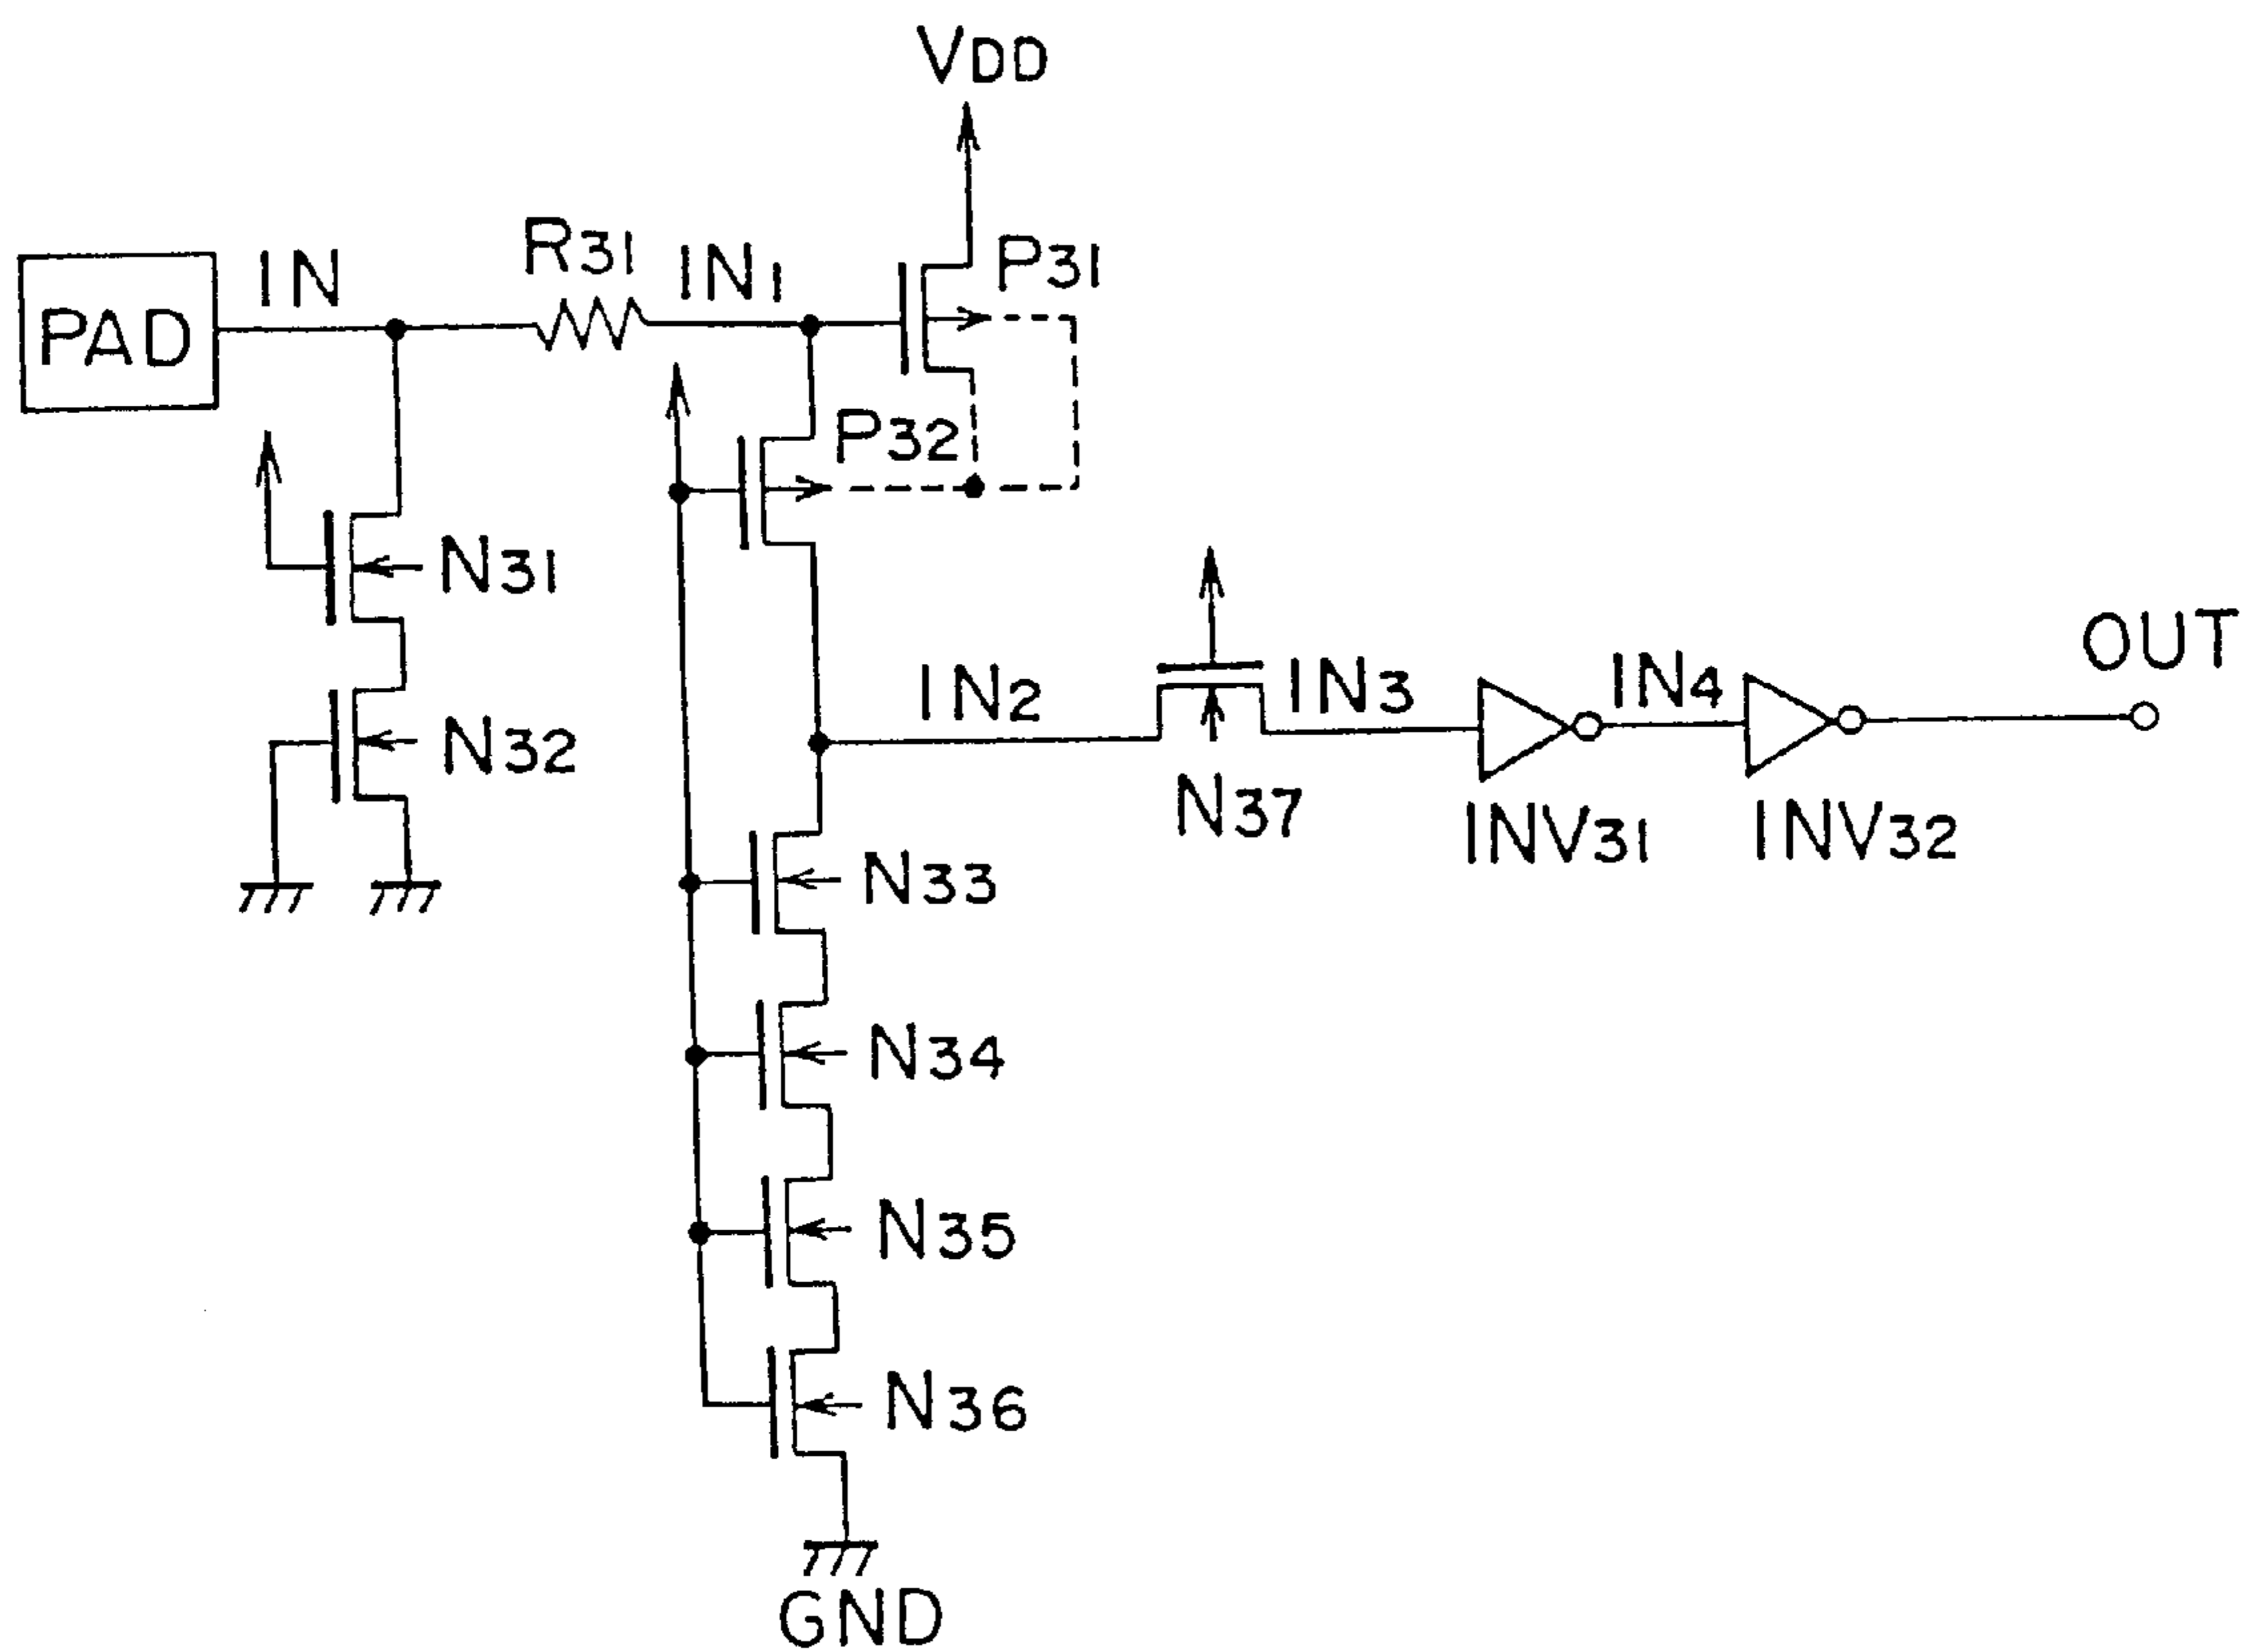 VDD
PAD
IN
R31
IN1
P31
P32
N31
N32
IN2
N37
IN3
INV31
IN4
INV32
OUT
N33
N34
N35
N36
GND